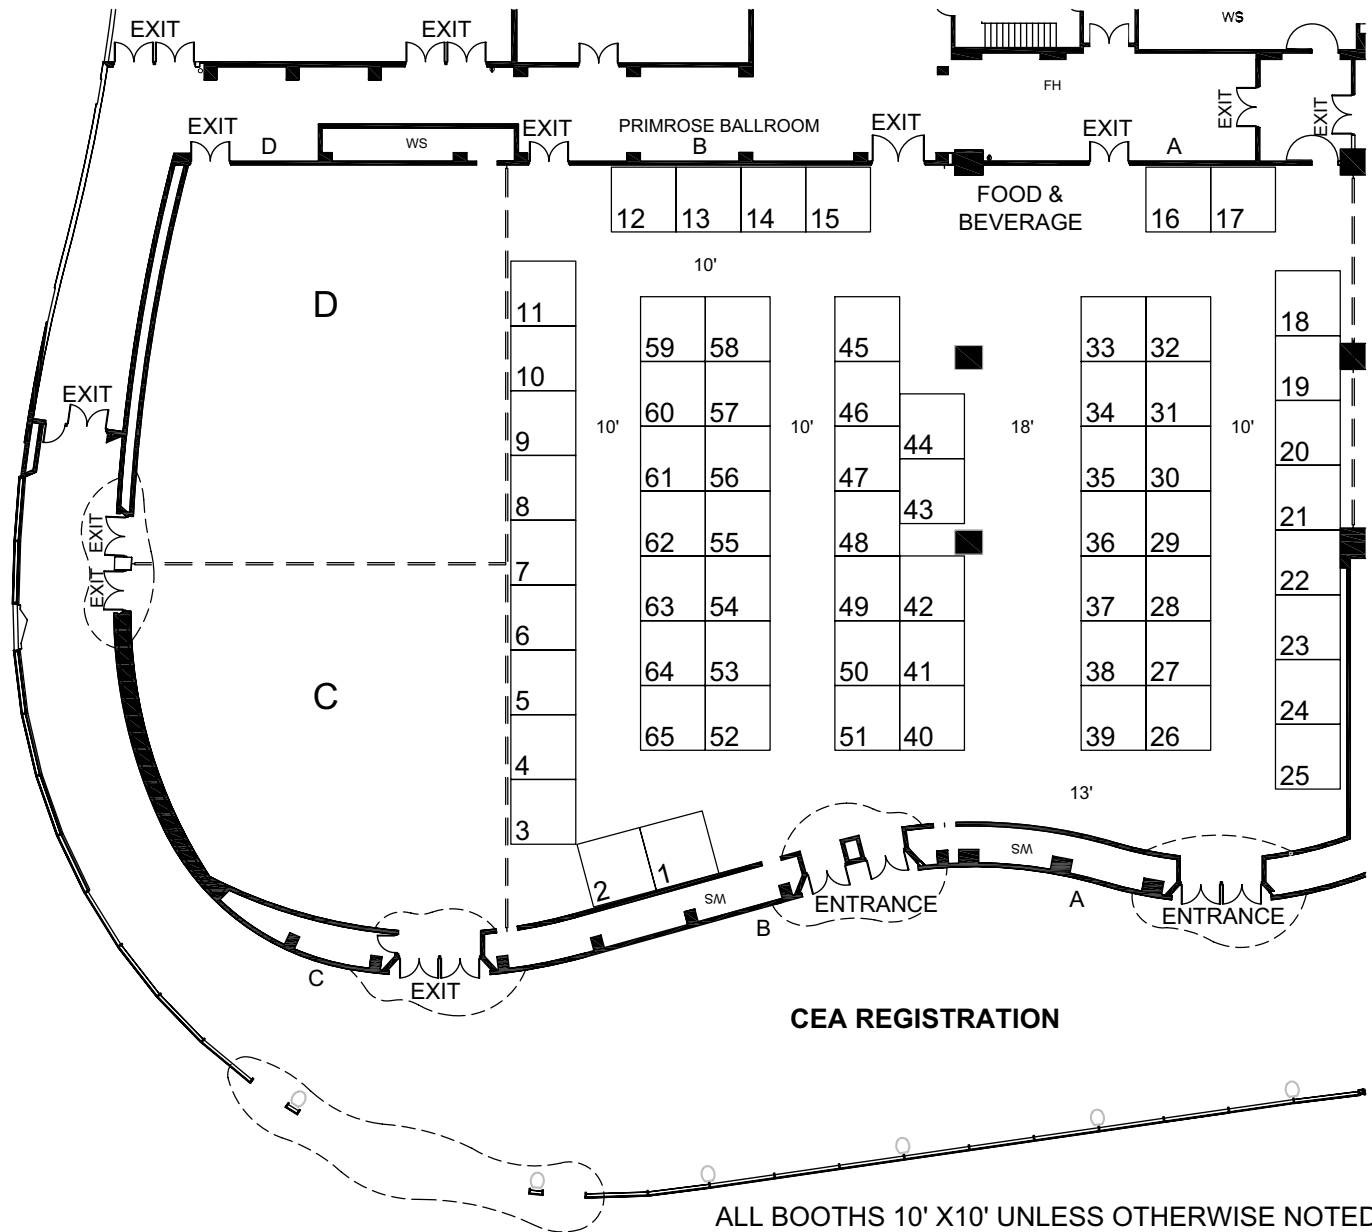 EXIT
EXIT
WS
FH
EXIT
EXIT
EXIT
D
WS
EXIT
PRIMROSE BALLROOM
B
EXIT
EXIT
A
FOOD &
BEVERAGE
12 13 14 15
16 17
10'
D
11
10
9
8
7
6
5
4
3
59 58
60 57
61 56
62 55
63 54
64 53
65 52
45
46
47
48
49 42
50 41
51 40
44
43
33 32
34 31
35 30
36 29
37 28
38 27
39 26
18
19
20
21
22
23
24
25
10'
10'
18'
10'
EXIT
EXIT
EXIT
C
13'
2 1
WS
WS
ENTRANCE
A
ENTRANCE
B
C
EXIT
CEA REGISTRATION
ALL BOOTHS 10' X10' UNLESS OTHERWISE NOTED